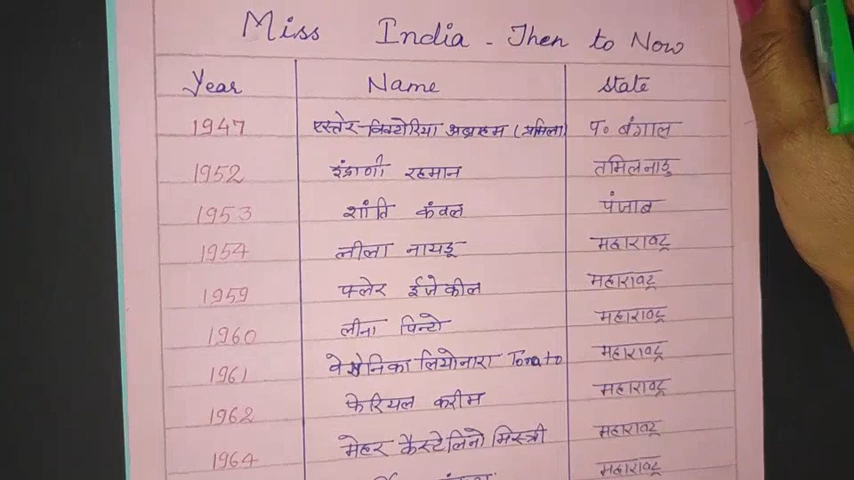 Miss India - Then to Now
Year Name State
1947 एस्तेर विक्टोरिया अब्राहम (प्रमिला) प० बंगाल
1952 इंद्राणी रहमान तमिलनाडु
1953 शांति कंवल पंजाब
1954 लीला नायडू महाराष्ट्र
1959 फ्लेर ईजेकील महाराष्ट्र
1960 लीना पिन्टो महाराष्ट्र
1961 वेरोनिका लियोनारा Tonato महाराष्ट्र
1962 फेरियल करीम महाराष्ट्र
1964 मेहर कैस्टेलिनो मिस्त्री महाराष्ट्र
महाराष्ट्र